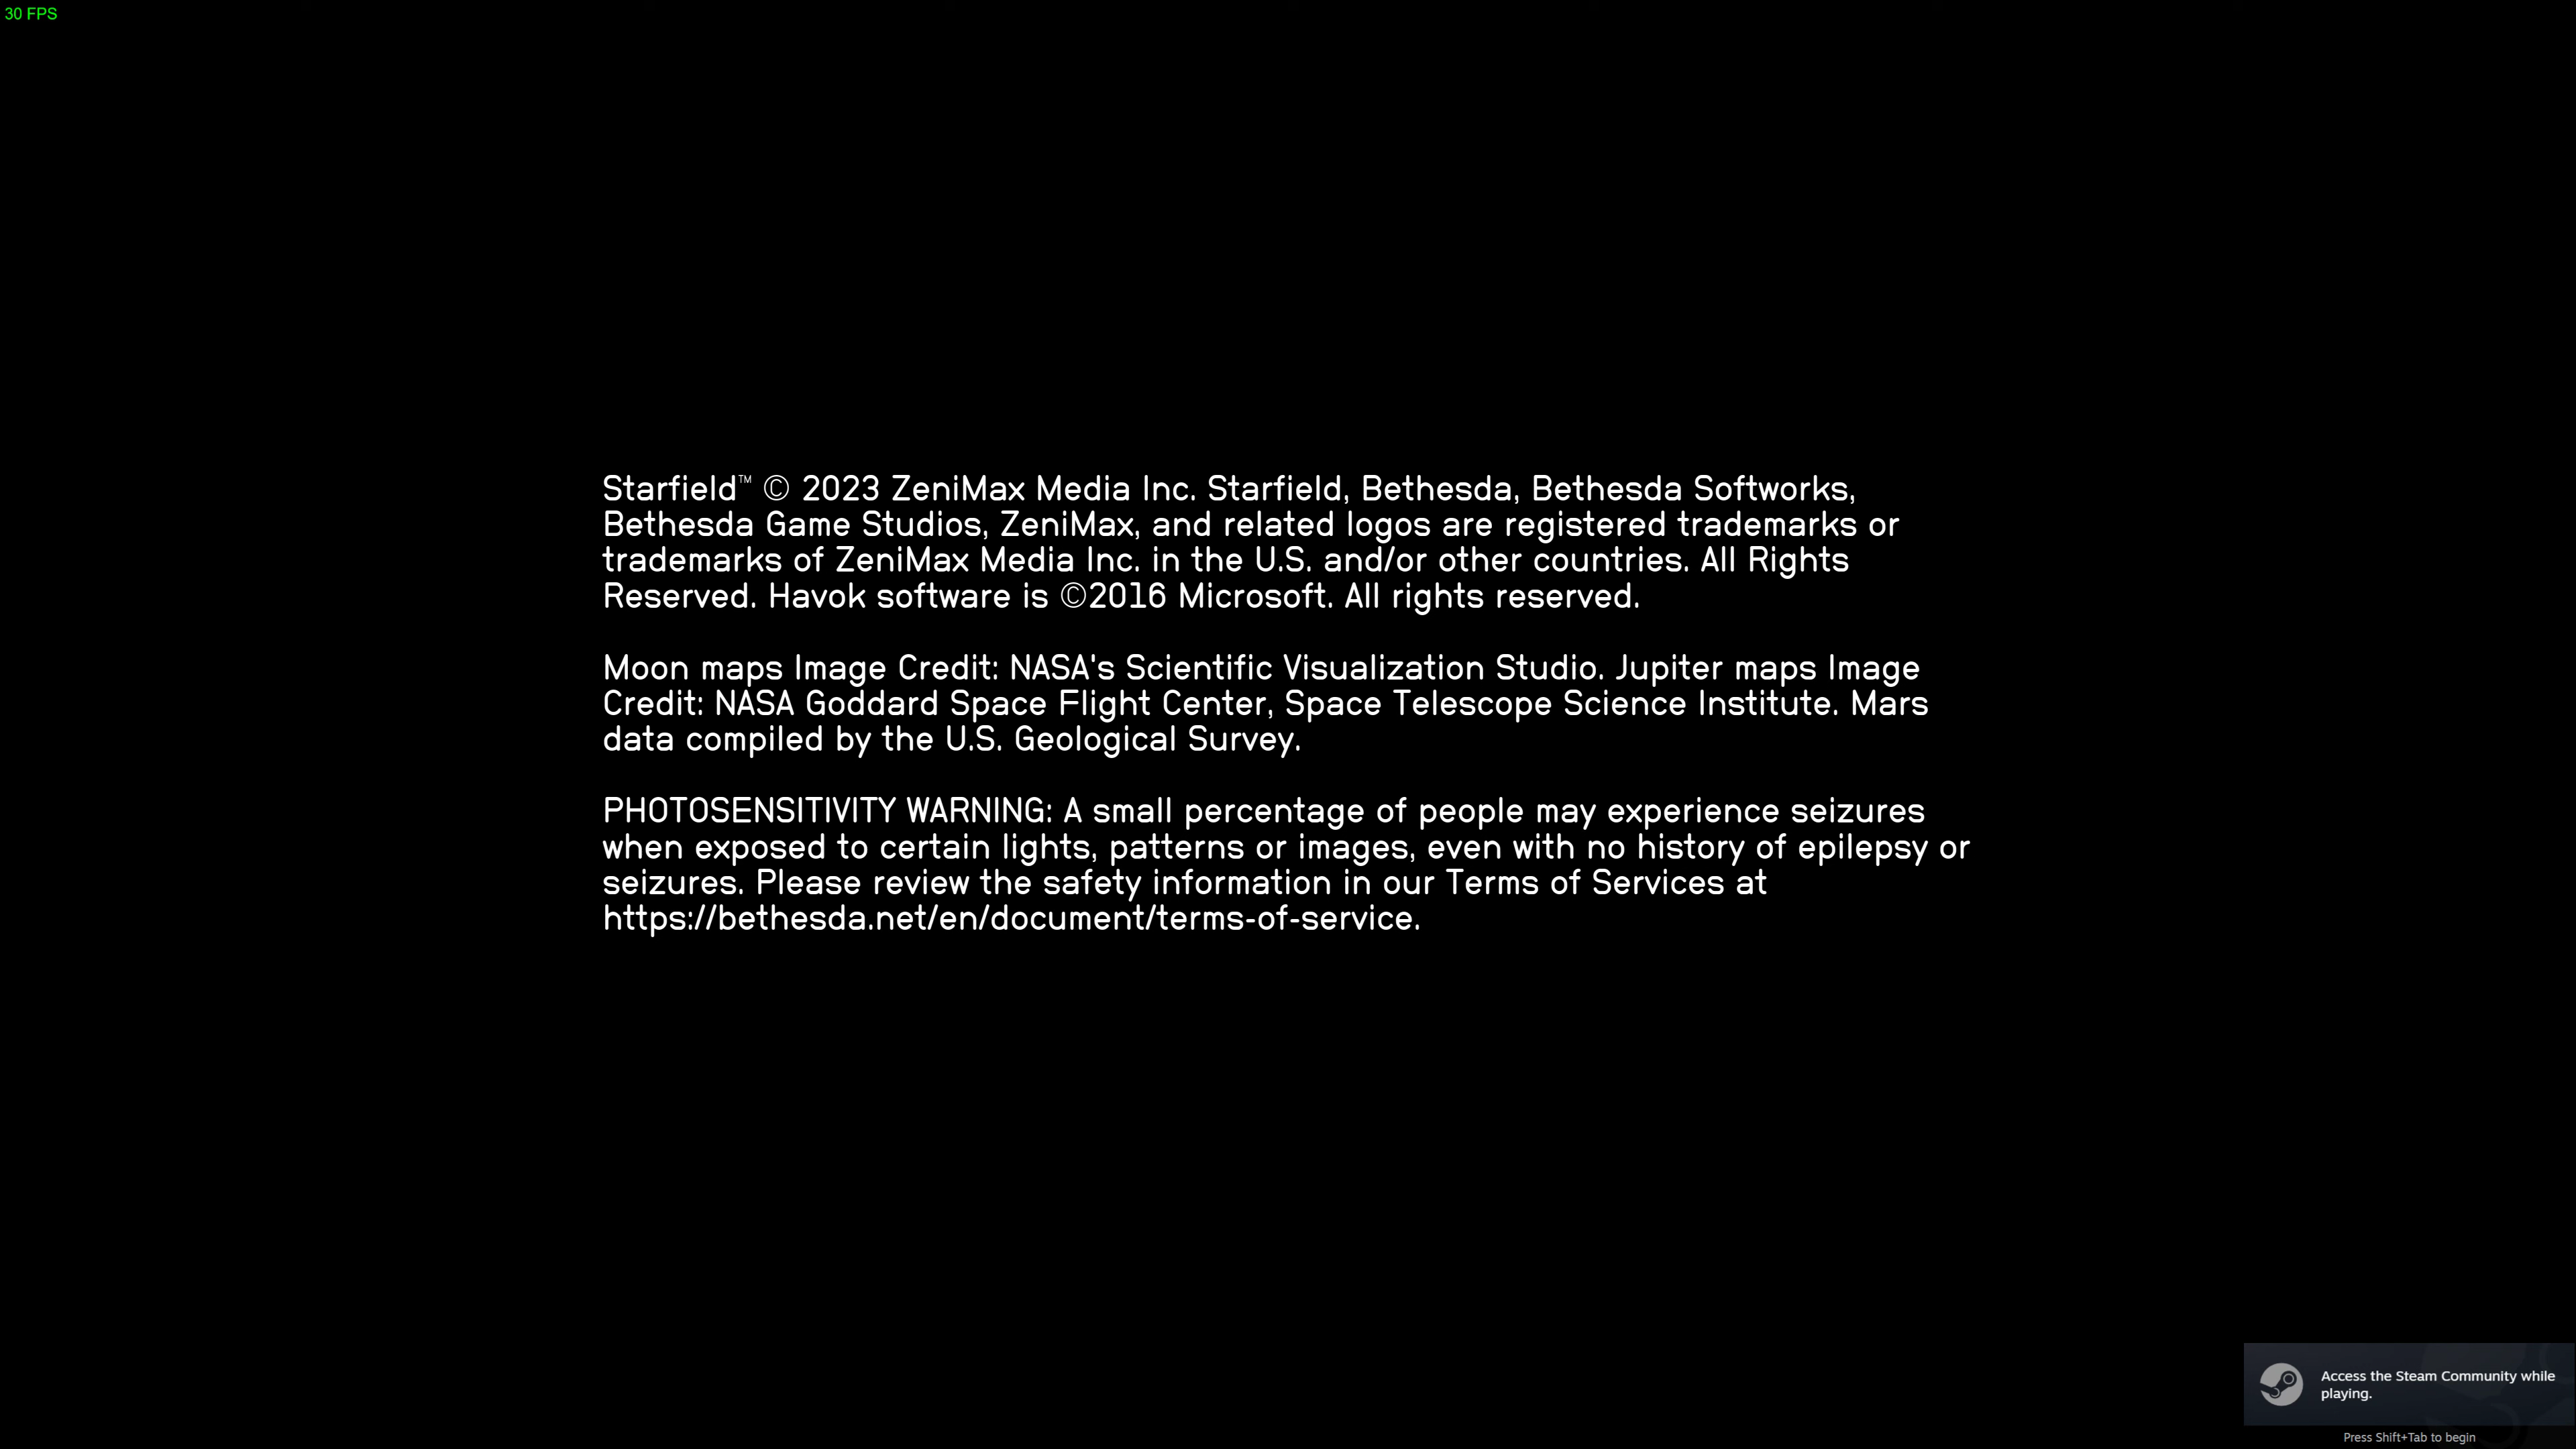 30 FPS
Starfield™ © 2023 ZeniMax Media Inc. Starfield, Bethesda, Bethesda Softworks,
Bethesda Game Studios, ZeniMax, and related logos are registered trademarks or
trademarks of ZeniMax Media Inc. in the U.S. and/or other countries. All Rights
Reserved. Havok software is ©2016 Microsoft. All rights reserved.
Moon maps Image Credit: NASA's Scientific Visualization Studio. Jupiter maps Image
Credit: NASA Goddard Space Flight Center, Space Telescope Science Institute. Mars
data compiled by the U.S. Geological Survey.
PHOTOSENSITIVITY WARNING: A small percentage of people may experience seizures
when exposed to certain lights, patterns or images, even with no history of epilepsy or
seizures. Please review the safety information in our Terms of Services at
https://bethesda.net/en/document/terms-of-service.
Access the Steam Community while
playing.
Press Shift+Tab to begin